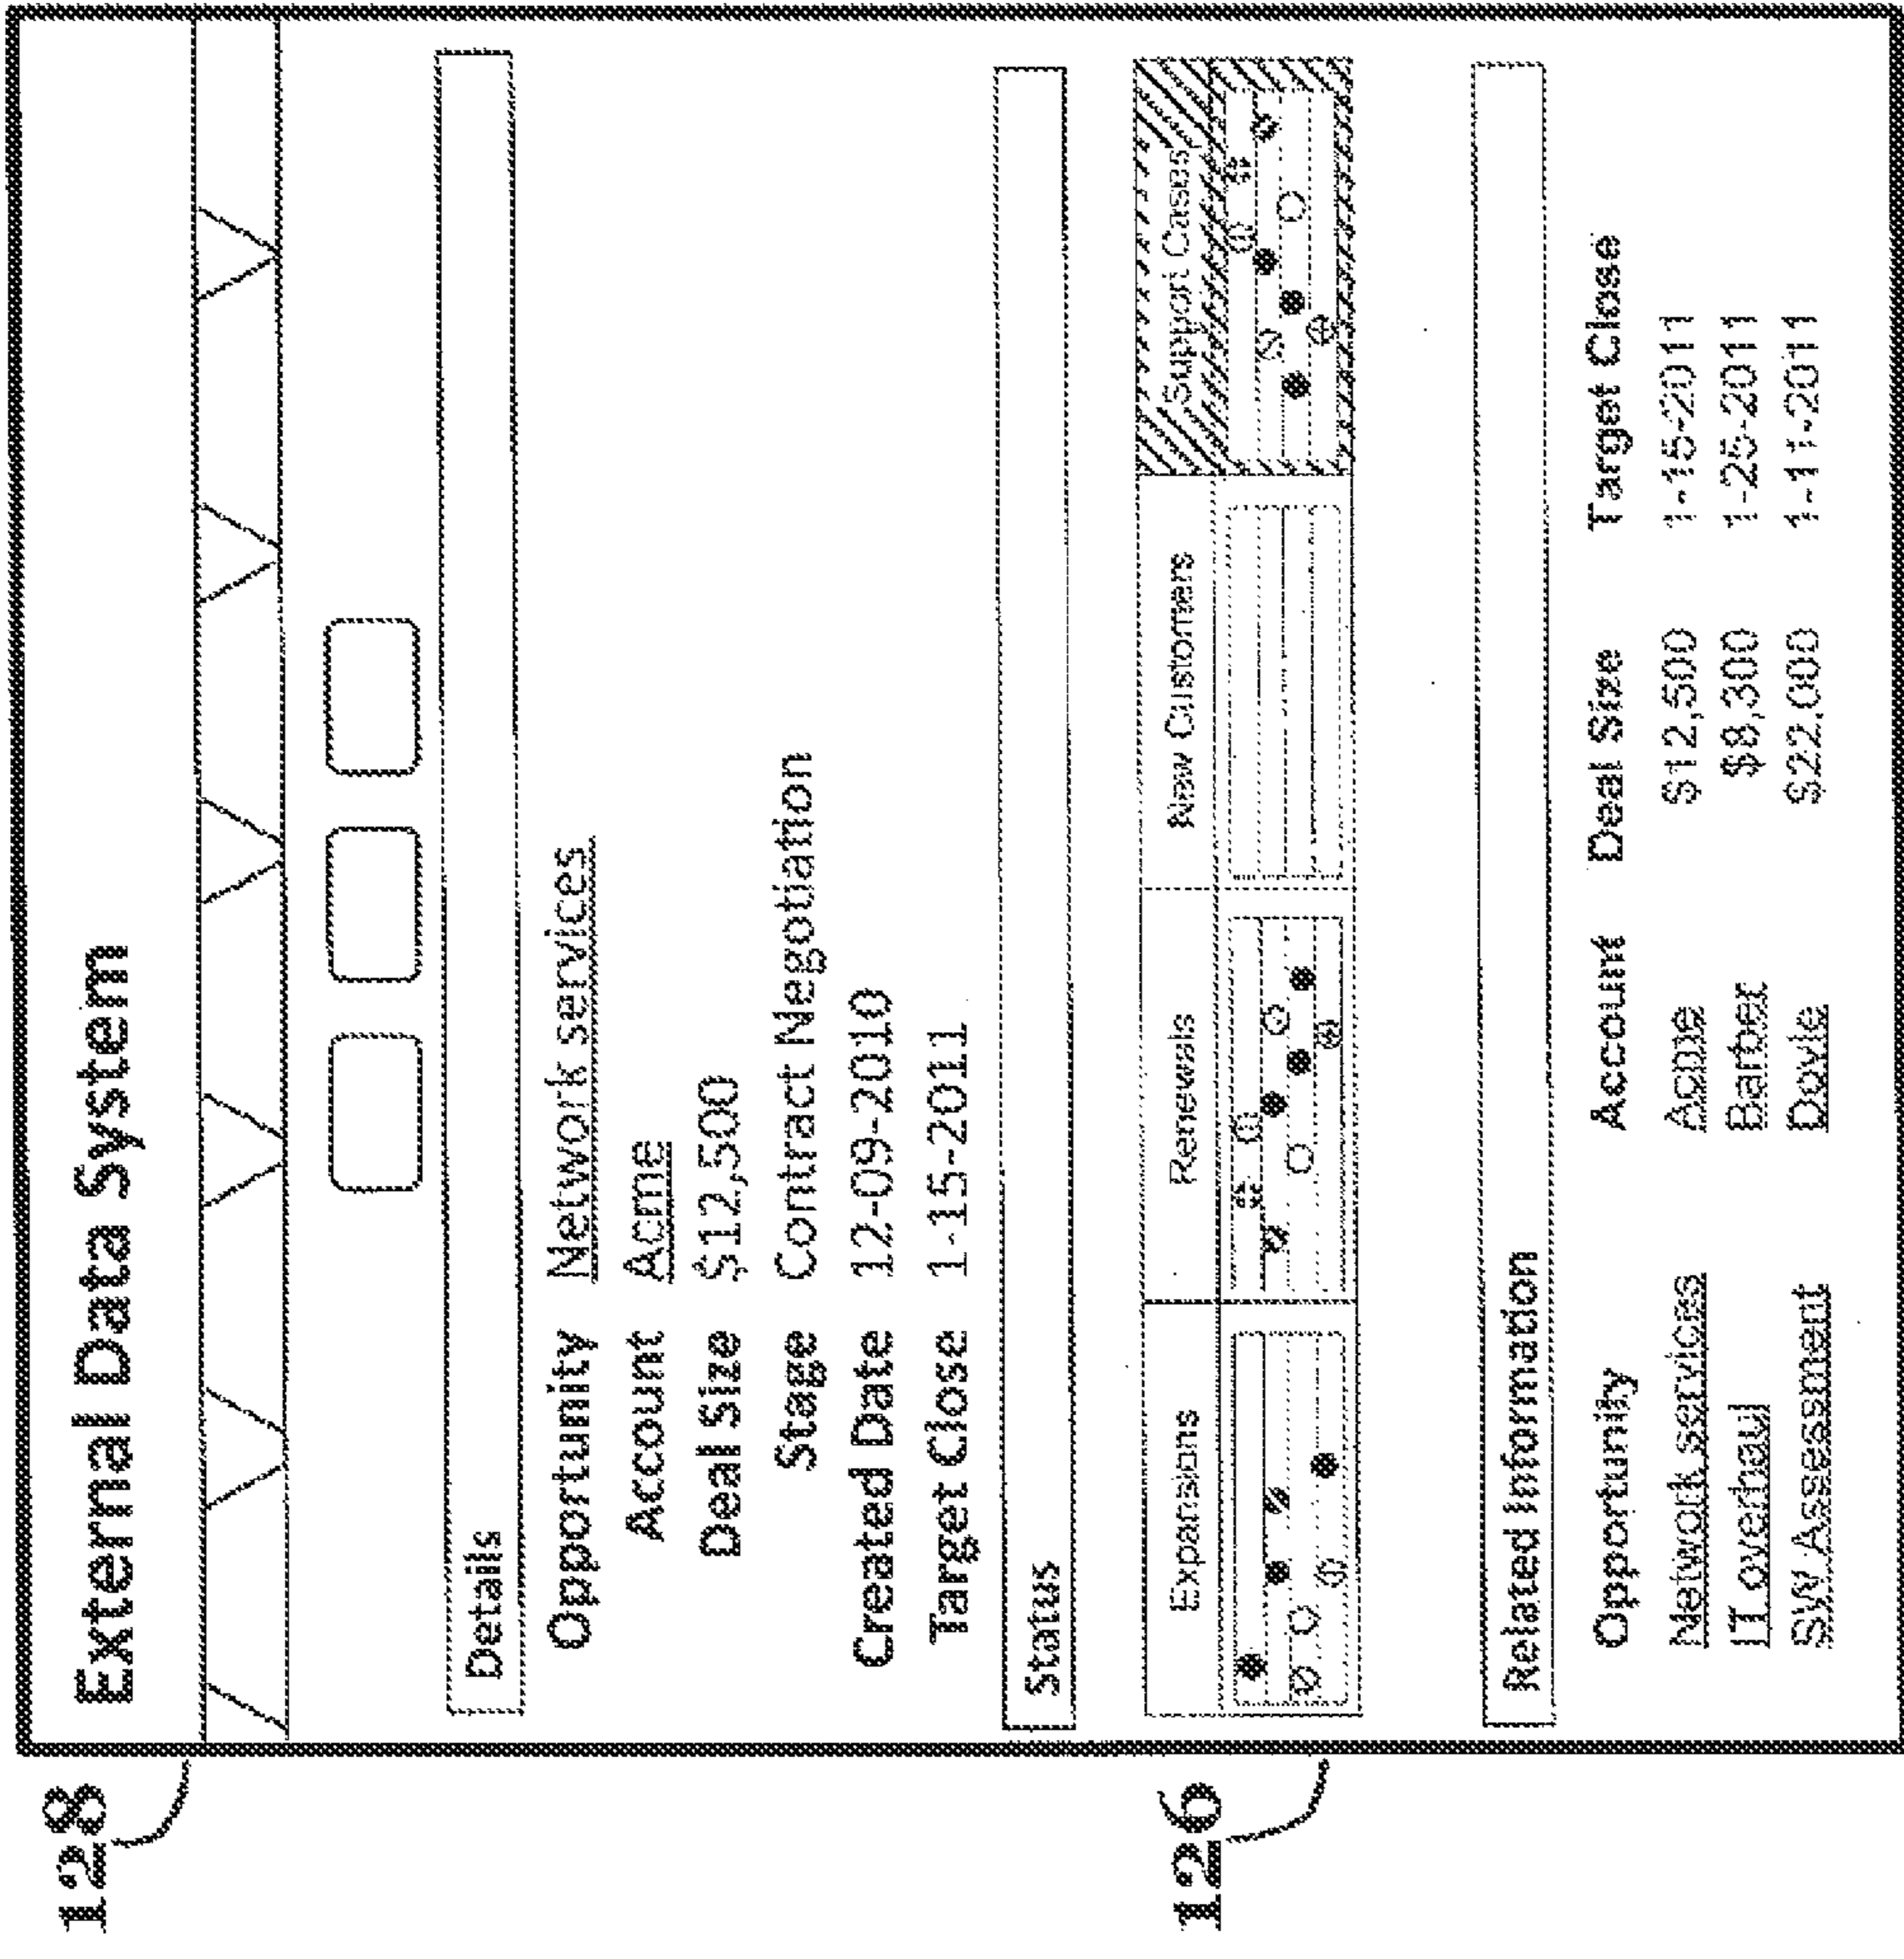 128
External Data System
Details
Opportunity Network services
Account Acme
Deal Size $12,500
Stage Contract Negotiation
Created Date 12-09-2010
Target Close 1-15-2011
Status
126
Expansions Renewals New Customers Support Cases
Related Information
Opportunity Account Deal Size Target Close
Network services Acme $12,500 1-15-2011
IT overhaul Barber $8,300 1-25-2011
SW Assessment Doyle $22,000 1-11-2011